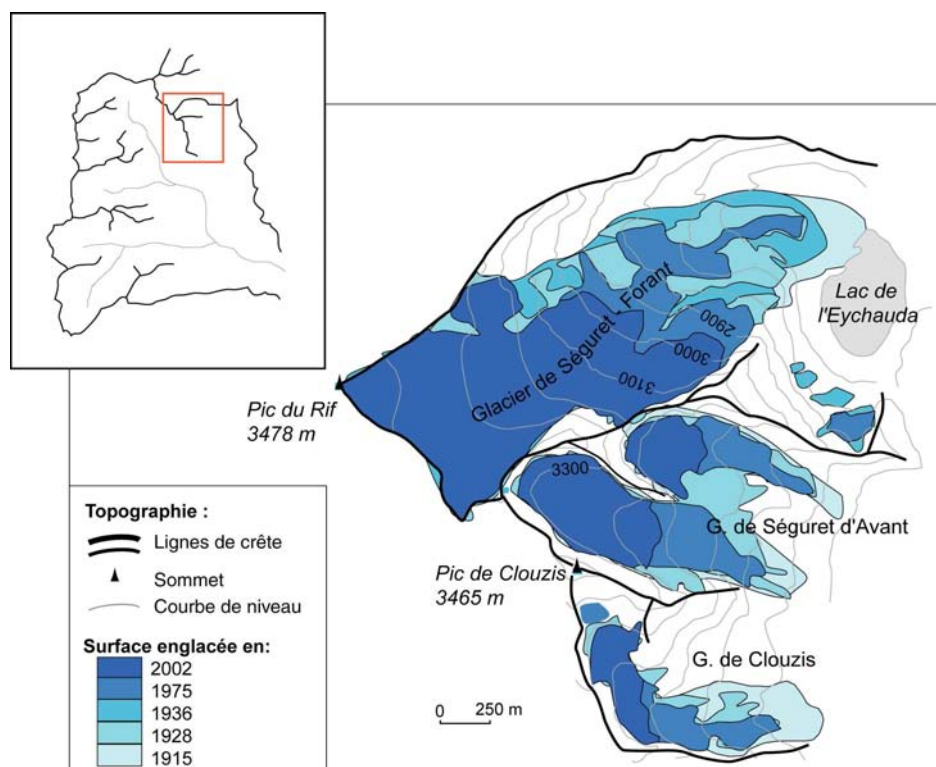 Lac de
l'Eychauda
Glacier de Séguret - Forant
2900
3000
3100
Pic du Rif
3478 m
3300
G. de Séguret d'Avant
Pic de Clouzis
3465 m
G. de Clouzis
0 250 m
Topographie :
Lignes de crête
Sommet
Courbe de niveau
Surface englacée en:
2002
1975
1936
1928
1915